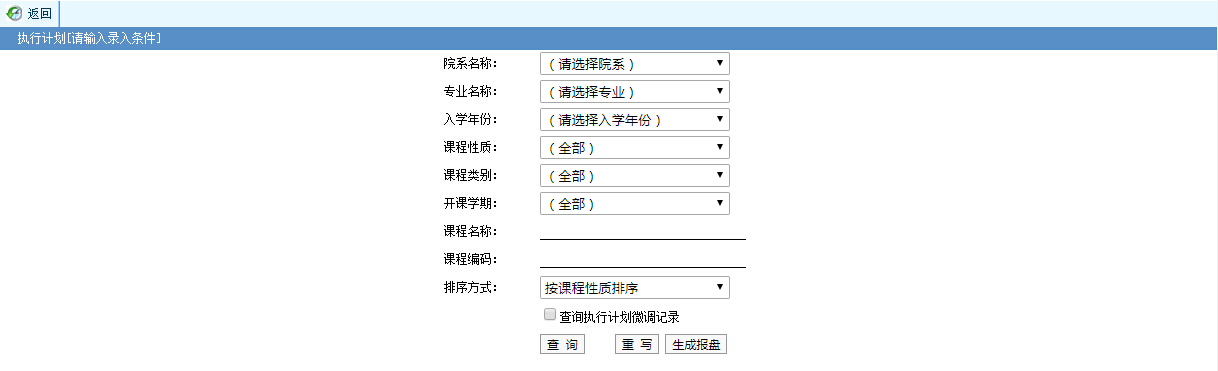 返回
执行计划[请输入录入条件]
院系名称： （请选择院系）
专业名称： （请选择专业）
入学年份： （请选择入学年份）
课程性质： （全部）
课程类别： （全部）
开课学期： （全部）
课程名称：
课程编码：
排序方式： 按课程性质排序
查询执行计划微调记录
查 询 重 写 生成报盘